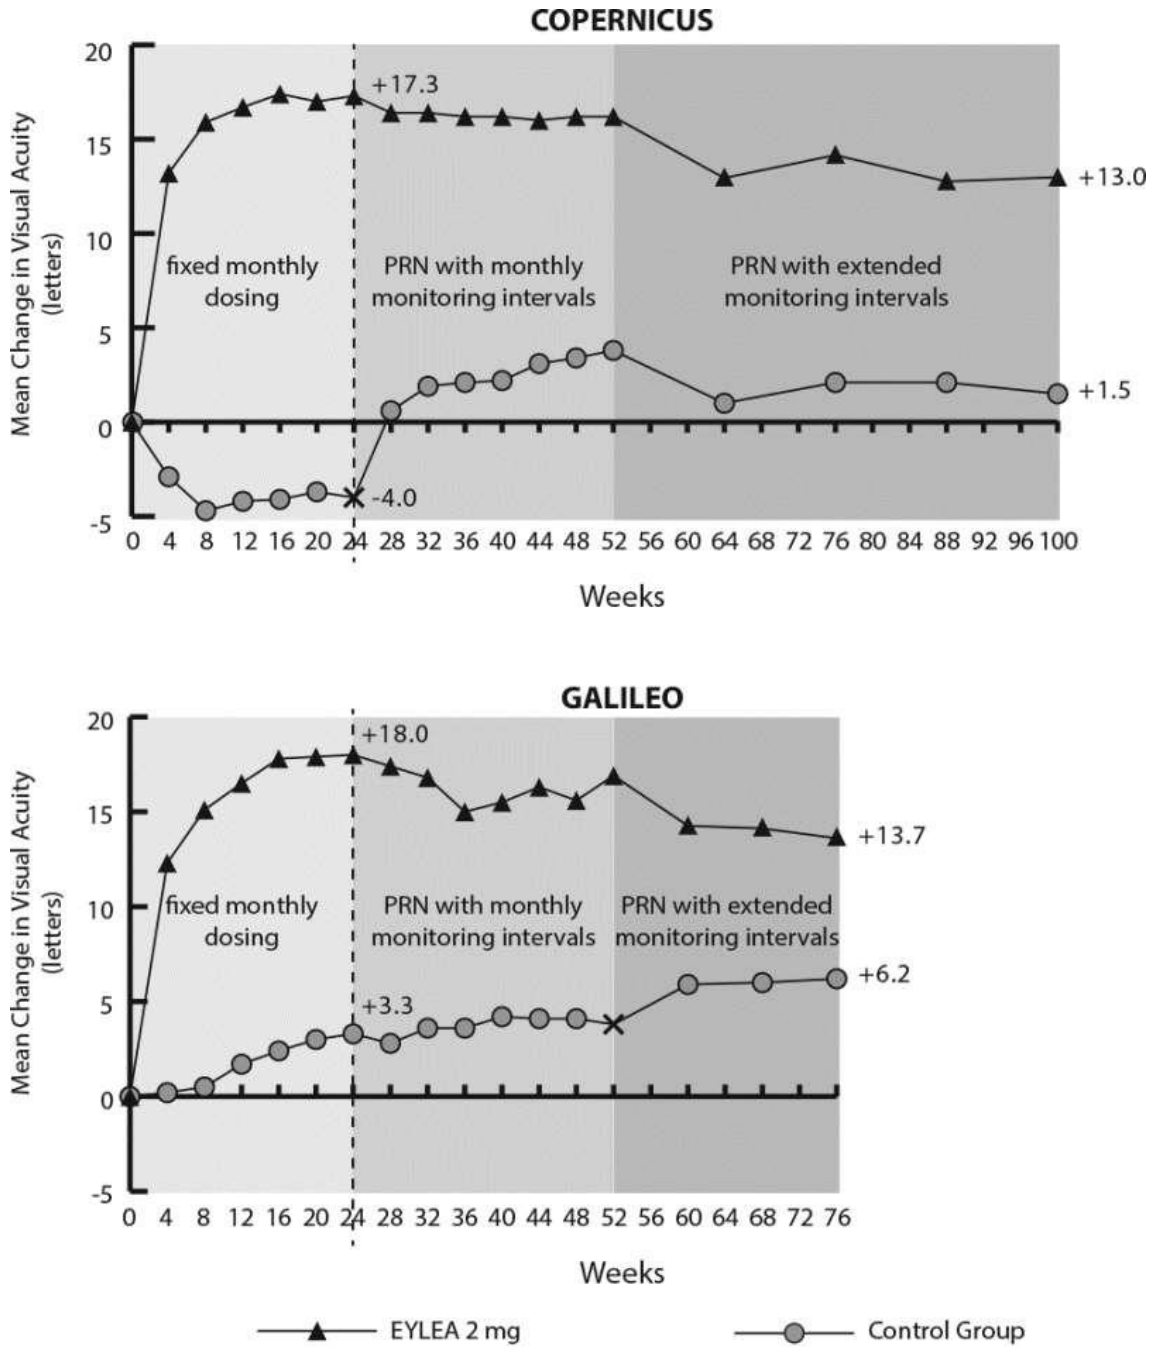 COPERNICUS
Mean Change in Visual Acuity
(letters)
20
15
10
5
0
-5
+17.3
+13.0
fixed monthly
dosing
PRN with monthly
monitoring intervals
PRN with extended
monitoring intervals
+1.5
-4.0
0 4 8 12 16 20 24 28 32 36 40 44 48 52 56 60 64 68 72 76 80 84 88 92 96 100
Weeks
GALILEO
Mean Change in Visual Acuity
(letters)
20
15
10
5
0
-5
+18.0
+13.7
fixed monthly
dosing
PRN with monthly
monitoring intervals
PRN with extended
monitoring intervals
+3.3
+6.2
0 4 8 12 16 20 24 28 32 36 40 44 48 52 56 60 64 68 72 76
Weeks
EYLEA 2 mg
Control Group